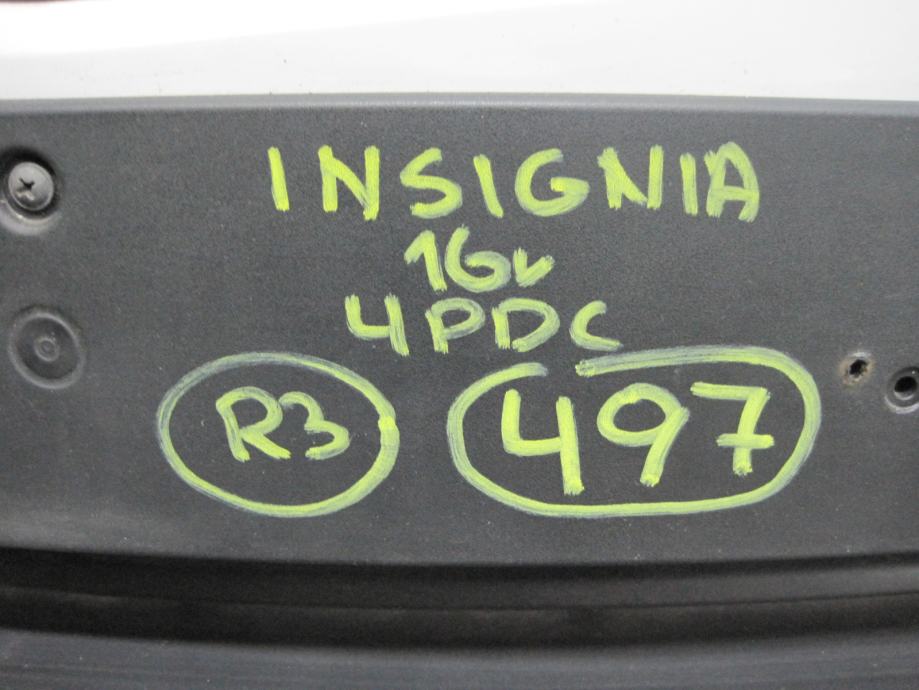 INSIGNIA
16v
4PDC
R3 497